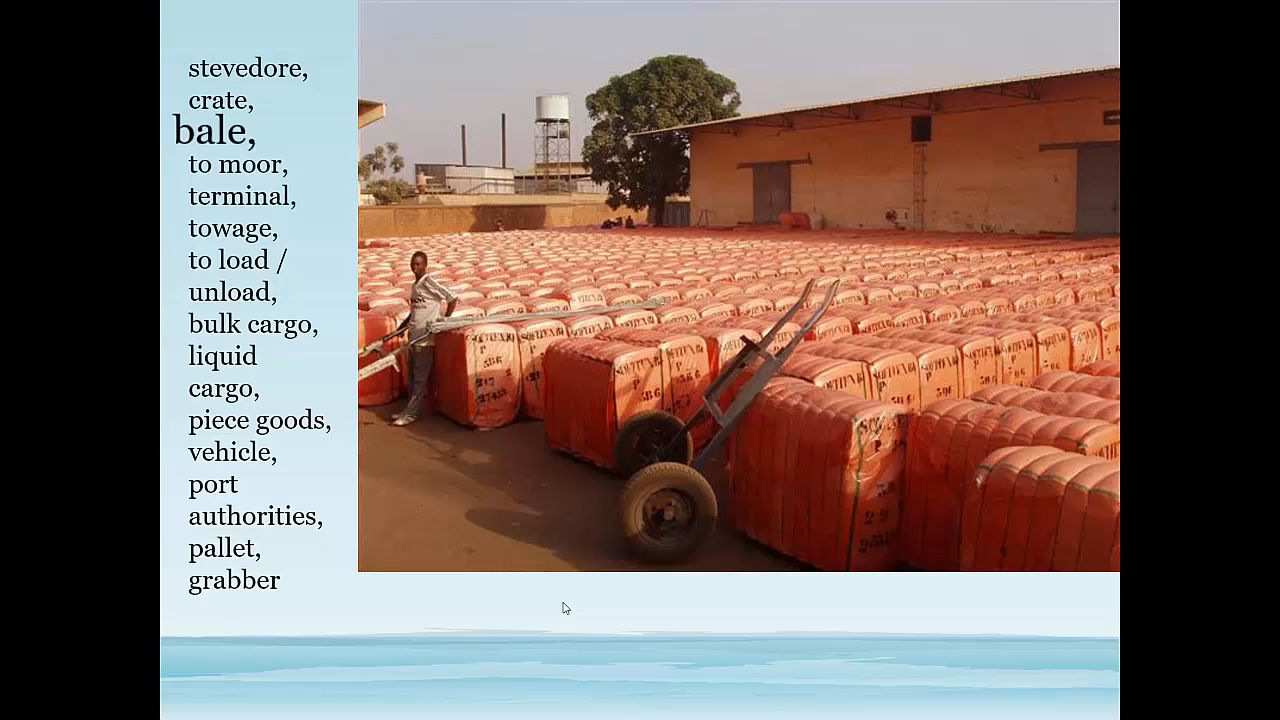 stevedore,
crate,
bale,
to moor,
terminal,
towage,
to load /
unload,
bulk cargo,
liquid
cargo,
piece goods,
vehicle,
port
authorities,
pallet,
grabber